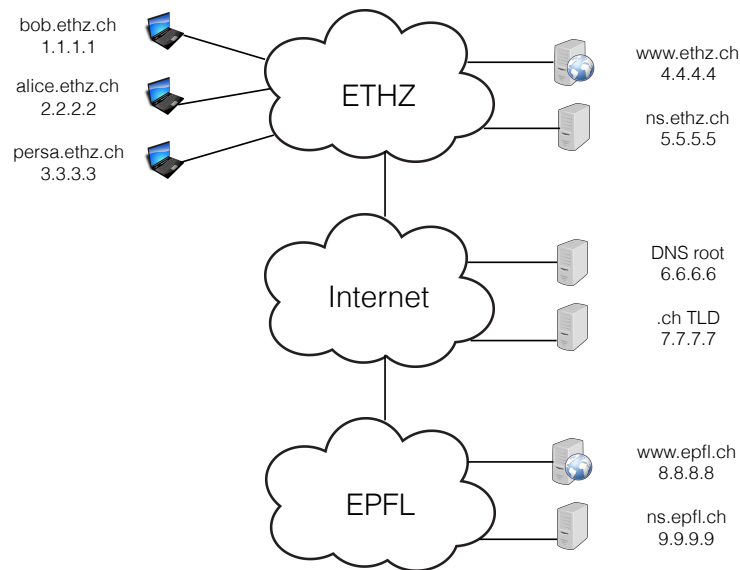 bob.ethz.ch
1.1.1.1
alice.ethz.ch
2.2.2.2
persa.ethz.ch
3.3.3.3
ETHZ
www.ethz.ch
4.4.4.4
ns.ethz.ch
5.5.5.5
Internet
DNS root
6.6.6.6
.ch TLD
7.7.7.7
EPFL
www.epfl.ch
8.8.8.8
ns.epfl.ch
9.9.9.9